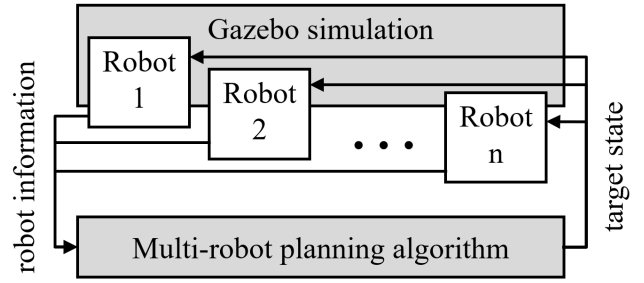 Gazebo simulation
Robot
1
Robot
2
Robot
n
• • •
robot information
target state
Multi-robot planning algorithm